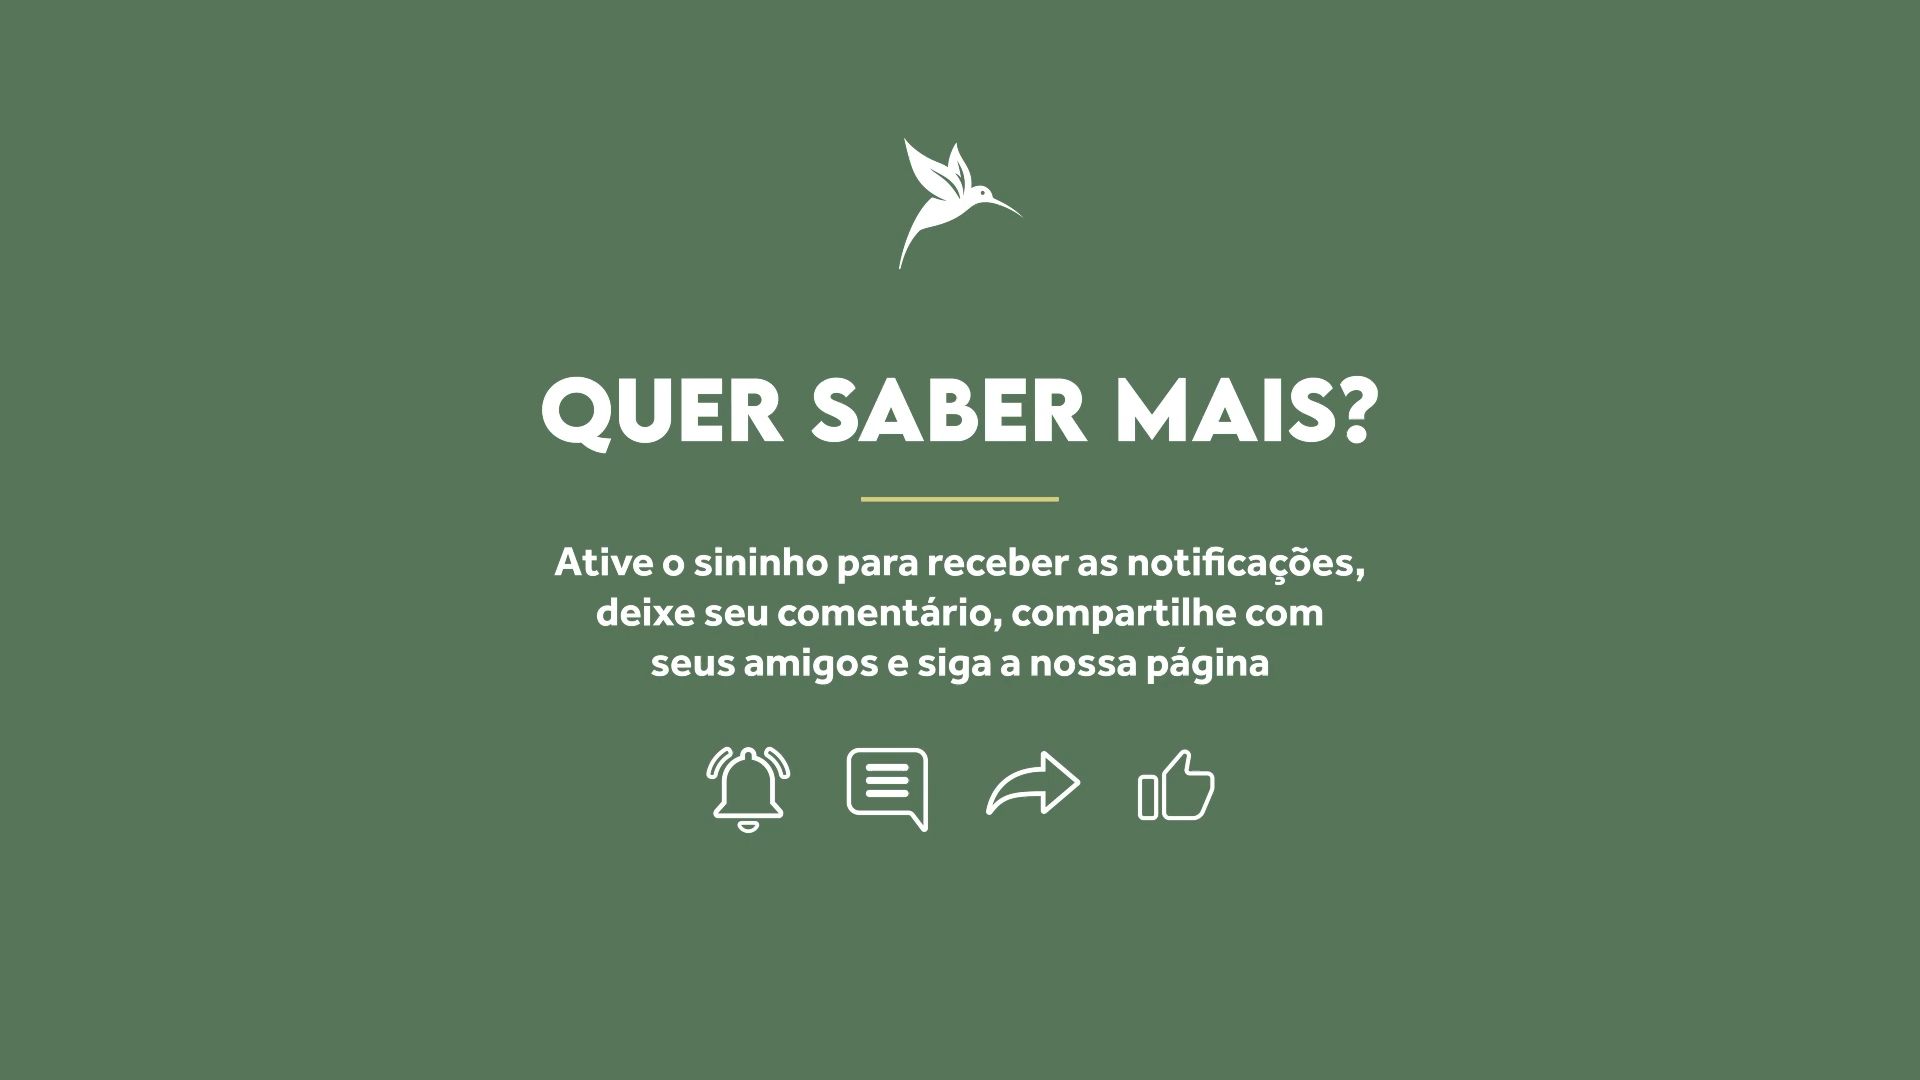 QUER SABER MAIS?
Ative o sininho para receber as notificações,
deixe seu comentário, compartilhe com
seus amigos e siga a nossa página